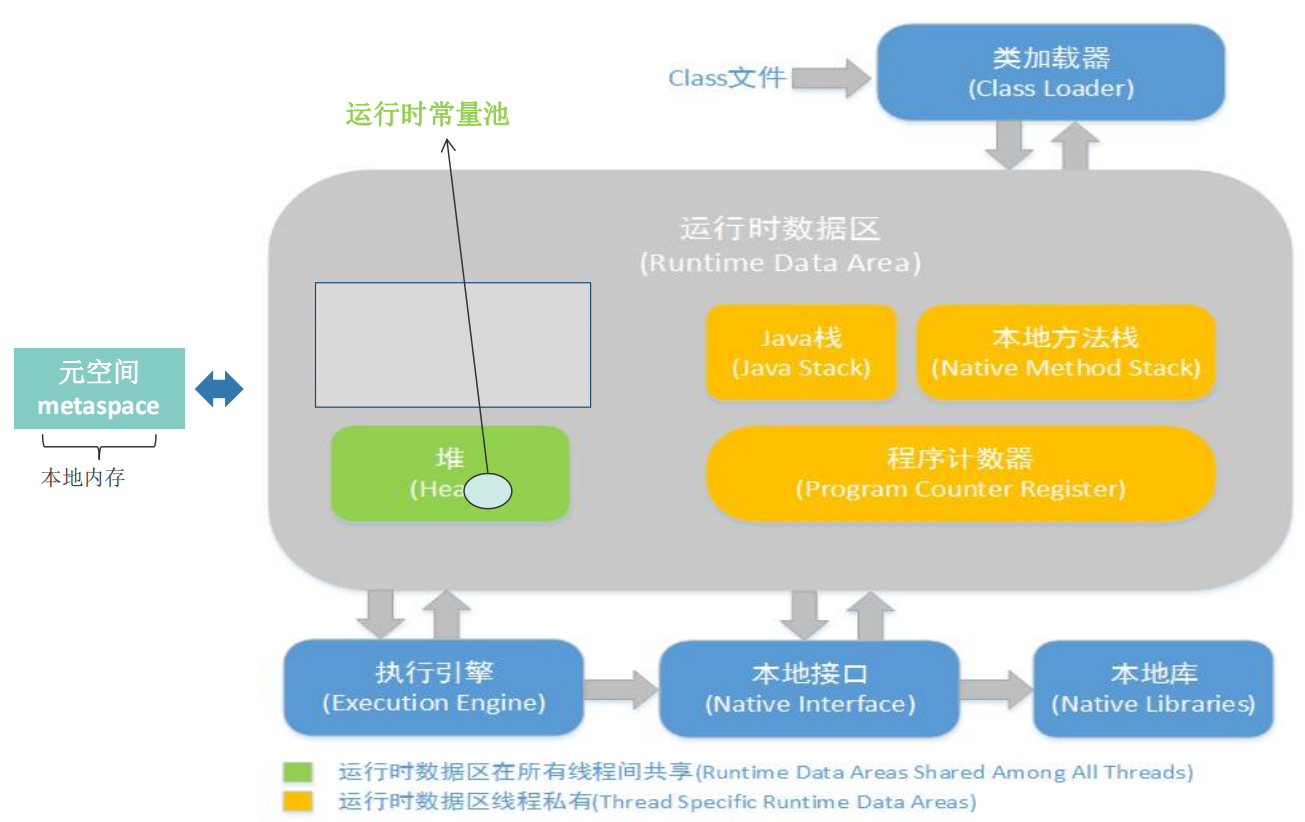 类加载器
(Class Loader)
Class文件
运行时常量池
运行时数据区
(Runtime Data Area)
Java栈
(Java Stack)
本地方法栈
(Native Method Stack)
元空间
metaspace
本地内存
堆
(Hea
程序计数器
(Program Counter Register)
执行引擎
(Execution Engine)
本地接口
(Native Interface)
本地库
(Native Libraries)
运行时数据区在所有线程间共享(Runtime Data Areas Shared Among All Threads)
运行时数据区线程私有(Thread Specific Runtime Data Areas)